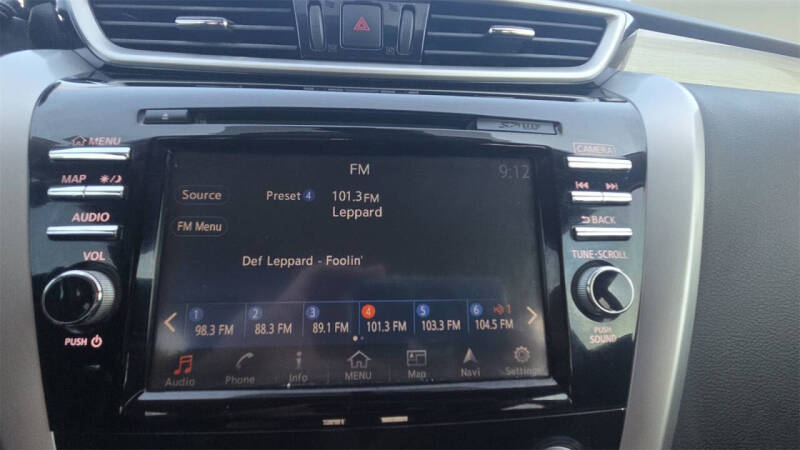 MENU
MAP
AUDIO
VOL
PUSH
FM
9:12
Source
Preset 4
101.3 FM
Leppard
FM Menu
Def Leppard - Foolin'
1 2 3 4 5 6 1
98.3 FM 88.3 FM 89.1 FM 101.3 FM 103.3 FM 104.5 FM
Audio Phone Info MENU Map Navi Settings
CAMERA
BACK
TUNE-SCROLL
PUSH
SOUND